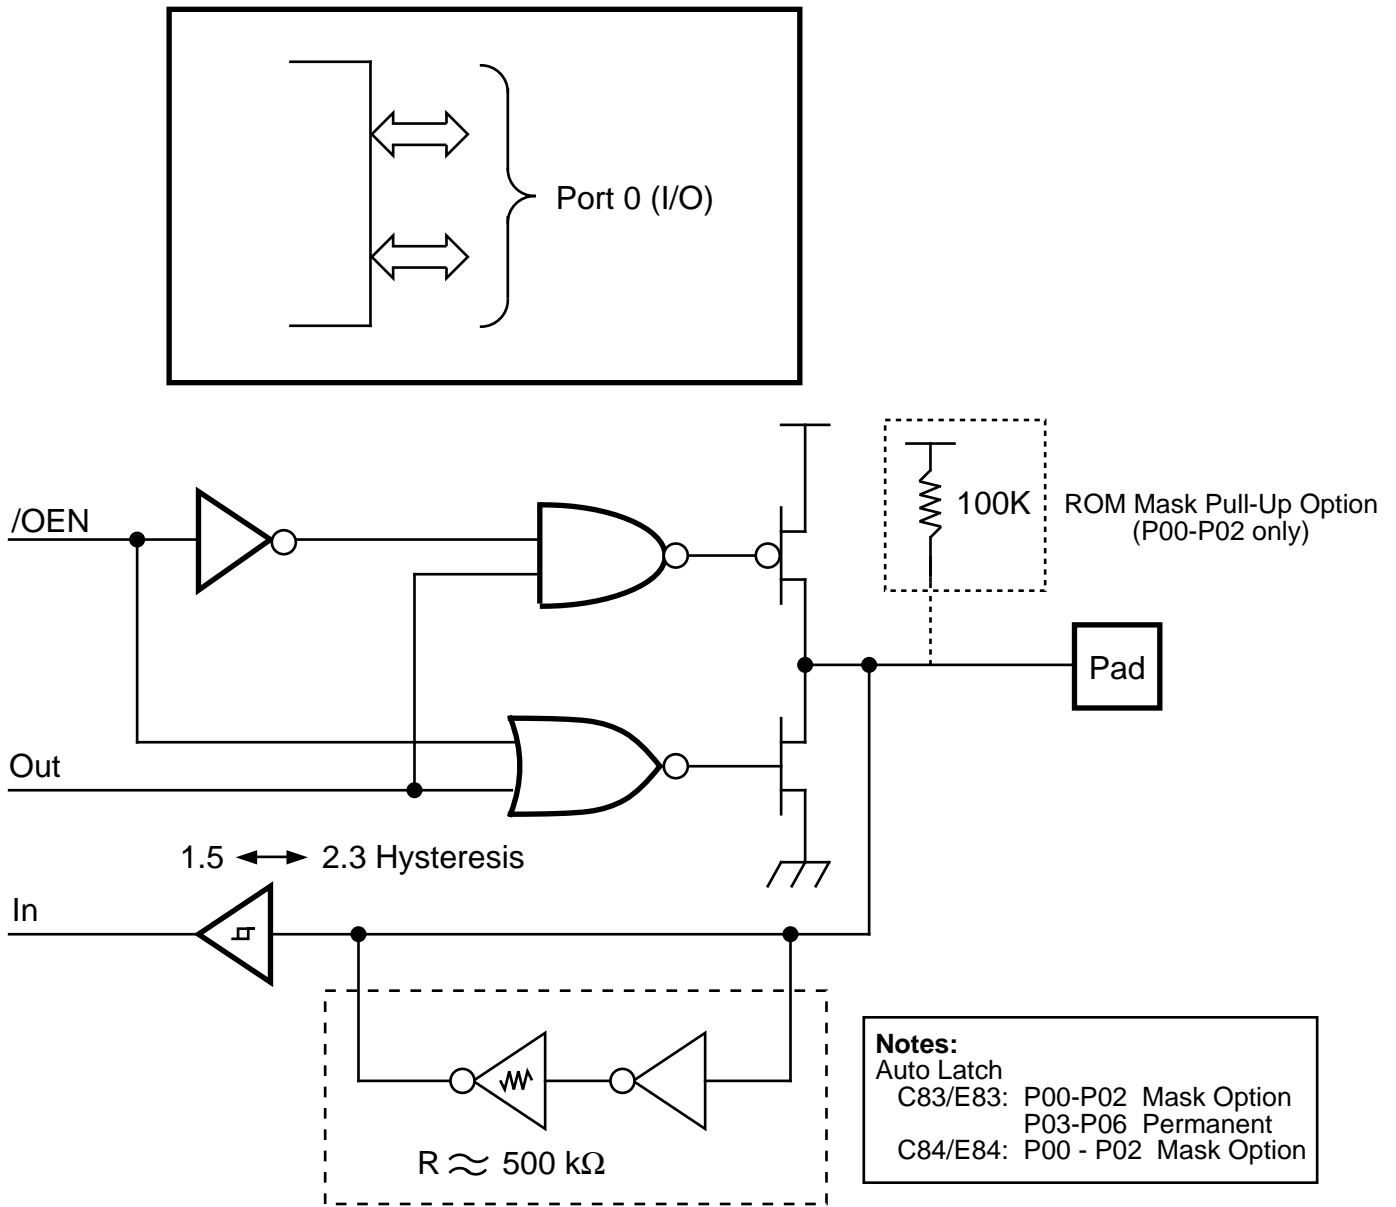 Port 0 (I/O)
/OEN
100K
ROM Mask Pull-Up Option
(P00-P02 only)
Pad
Out
1.5 2.3 Hysteresis
In
R ≈ 500 kΩ
Notes:
Auto Latch
C83/E83: P00-P02 Mask Option
P03-P06 Permanent
C84/E84: P00 - P02 Mask Option